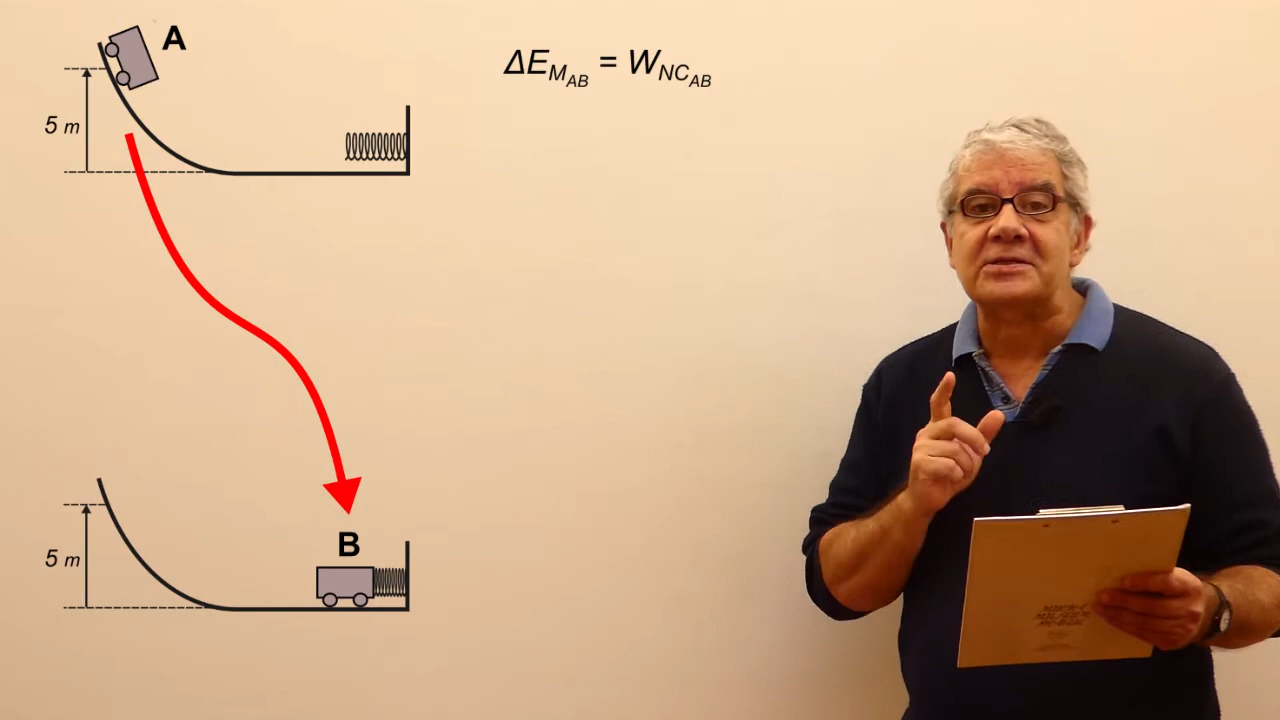 A
ΔE_{M_{AB}} = W_{NC_{AB}}
5 m
B
5 m